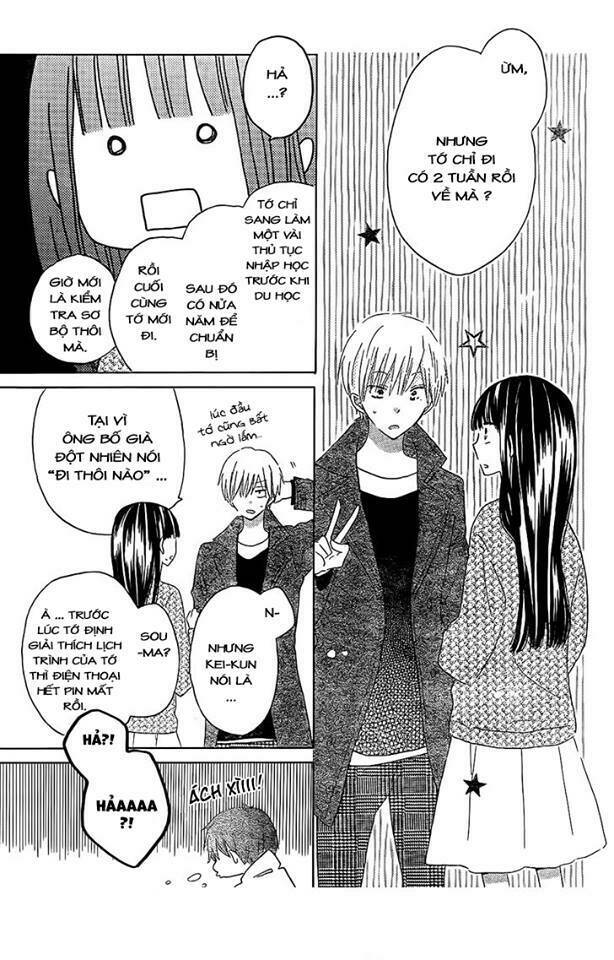 ỪM,
NHƯNG
TỚ CHỈ ĐI
CÓ 2 TUẦN RỒI
VỀ MÀ ?
HẢ
...?
TỚ CHỈ
SANG LÀM
MỘT VÀI
THỦ TỤC
NHẬP HỌC
TRƯỚC KHI
DU HỌC
SAU ĐÓ
CÓ NỬA
NĂM ĐỂ
CHUẨN
BỊ
RỒI
CUỐI
CÙNG
TỚ MỚI
ĐI.
GIỜ MỚI
LÀ KIỂM
TRA SƠ
BỘ THÔI
MÀ.
lúc đầu
tớ cũng bất
ngờ lắm...
TẠI VÌ
ÔNG BỐ GIÀ
ĐỘT NHIÊN NÓI
“ĐI THÔI NÀO” ...
N-
NHƯNG
KEI-KUN
NÓI LÀ
...
SOU
-MA?
À ... TRƯỚC
LÚC TỚ ĐỊNH
GIẢI THÍCH LỊCH
TRÌNH CỦA TỚ
THÌ ĐIỆN THOẠI
HẾT PIN MẤT
RỒI.
HẢ?!
HẢAAAA
?!
ÁCH XÌIII!